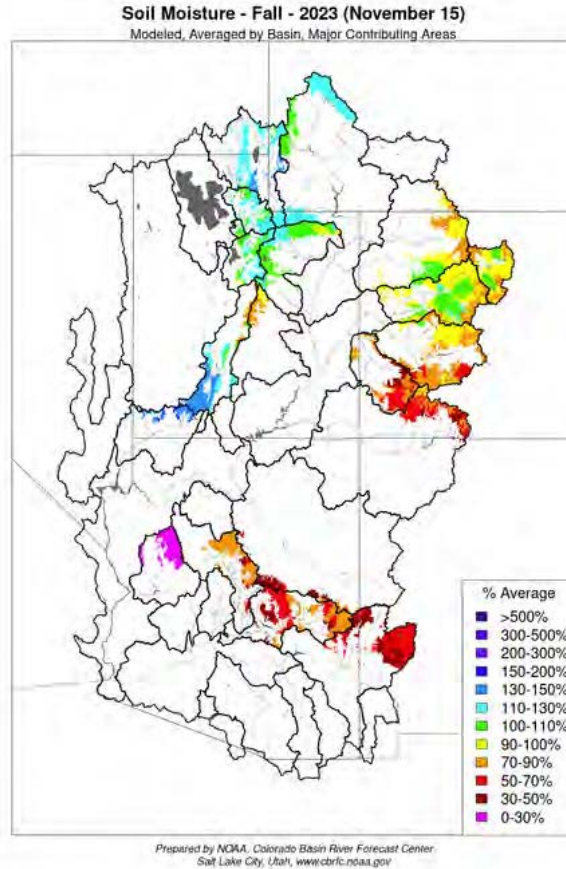 Soil Moisture - Fall - 2023 (November 15)
Modeled, Averaged by Basin, Major Contributing Areas
% Average
>500%
300-500%
200-300%
150-200%
130-150%
110-130%
100-110%
90-100%
70-90%
50-70%
30-50%
0-30%
Prepared by NOAA, Colorado Basin River Forecast Center
Salt Lake City, Utah, www.cbrfc.noaa.gov